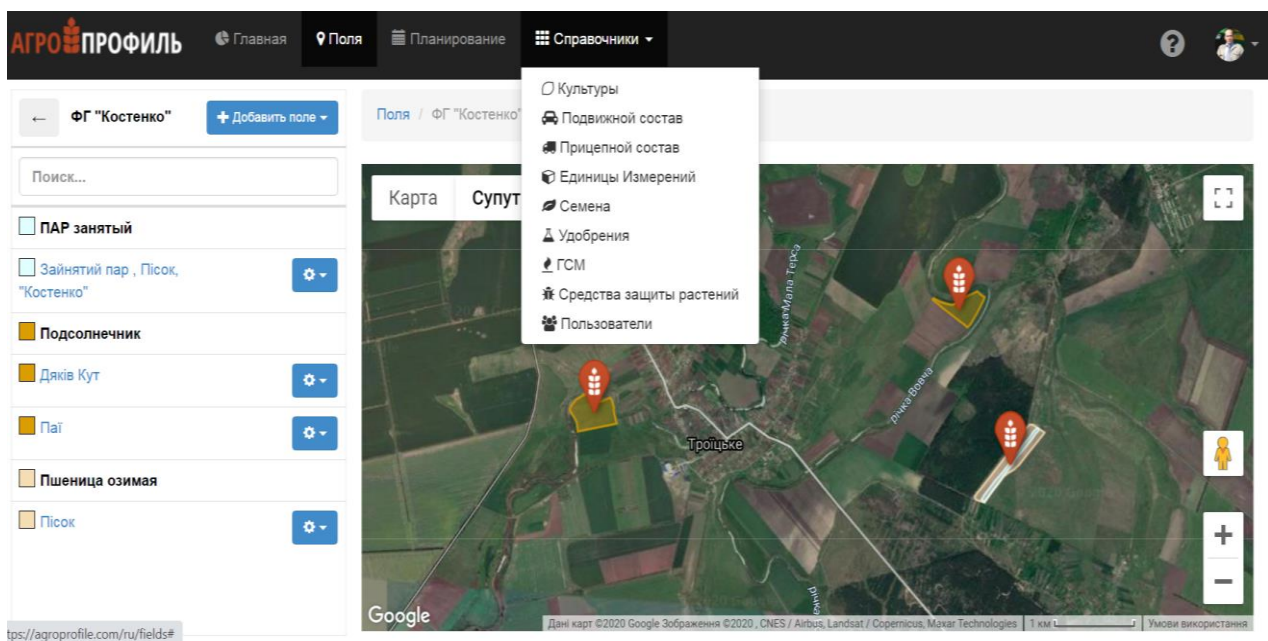 АГРО ПРОФИЛЬ
Главная
Поля
Планирование
Справочники
Культуры
Подвижной состав
Прицепной состав
Единицы Измерений
Семена
Удобрения
ГСМ
Средства защиты растений
Пользователи
← ФГ "Костенко"
+ Добавить поле
Поиск...
ПАР занятый
Зайнятий пар , Пісок,
"Костенко"
Подсолнечник
Дяків Кут
Паї
Пшеница озимая
Пісок
Поля / ФГ "Костенко"
Карта
Супут
річка Мала Терса
річка Вовча
Троїцьке
річка
Google
Дані карт ©2020 Google Зображення ©2020 , CNES / Airbus, Landsat / Copernicus, Maxar Technologies
1 км
Умови використання
tps://agroprofile.com/ru/fields#